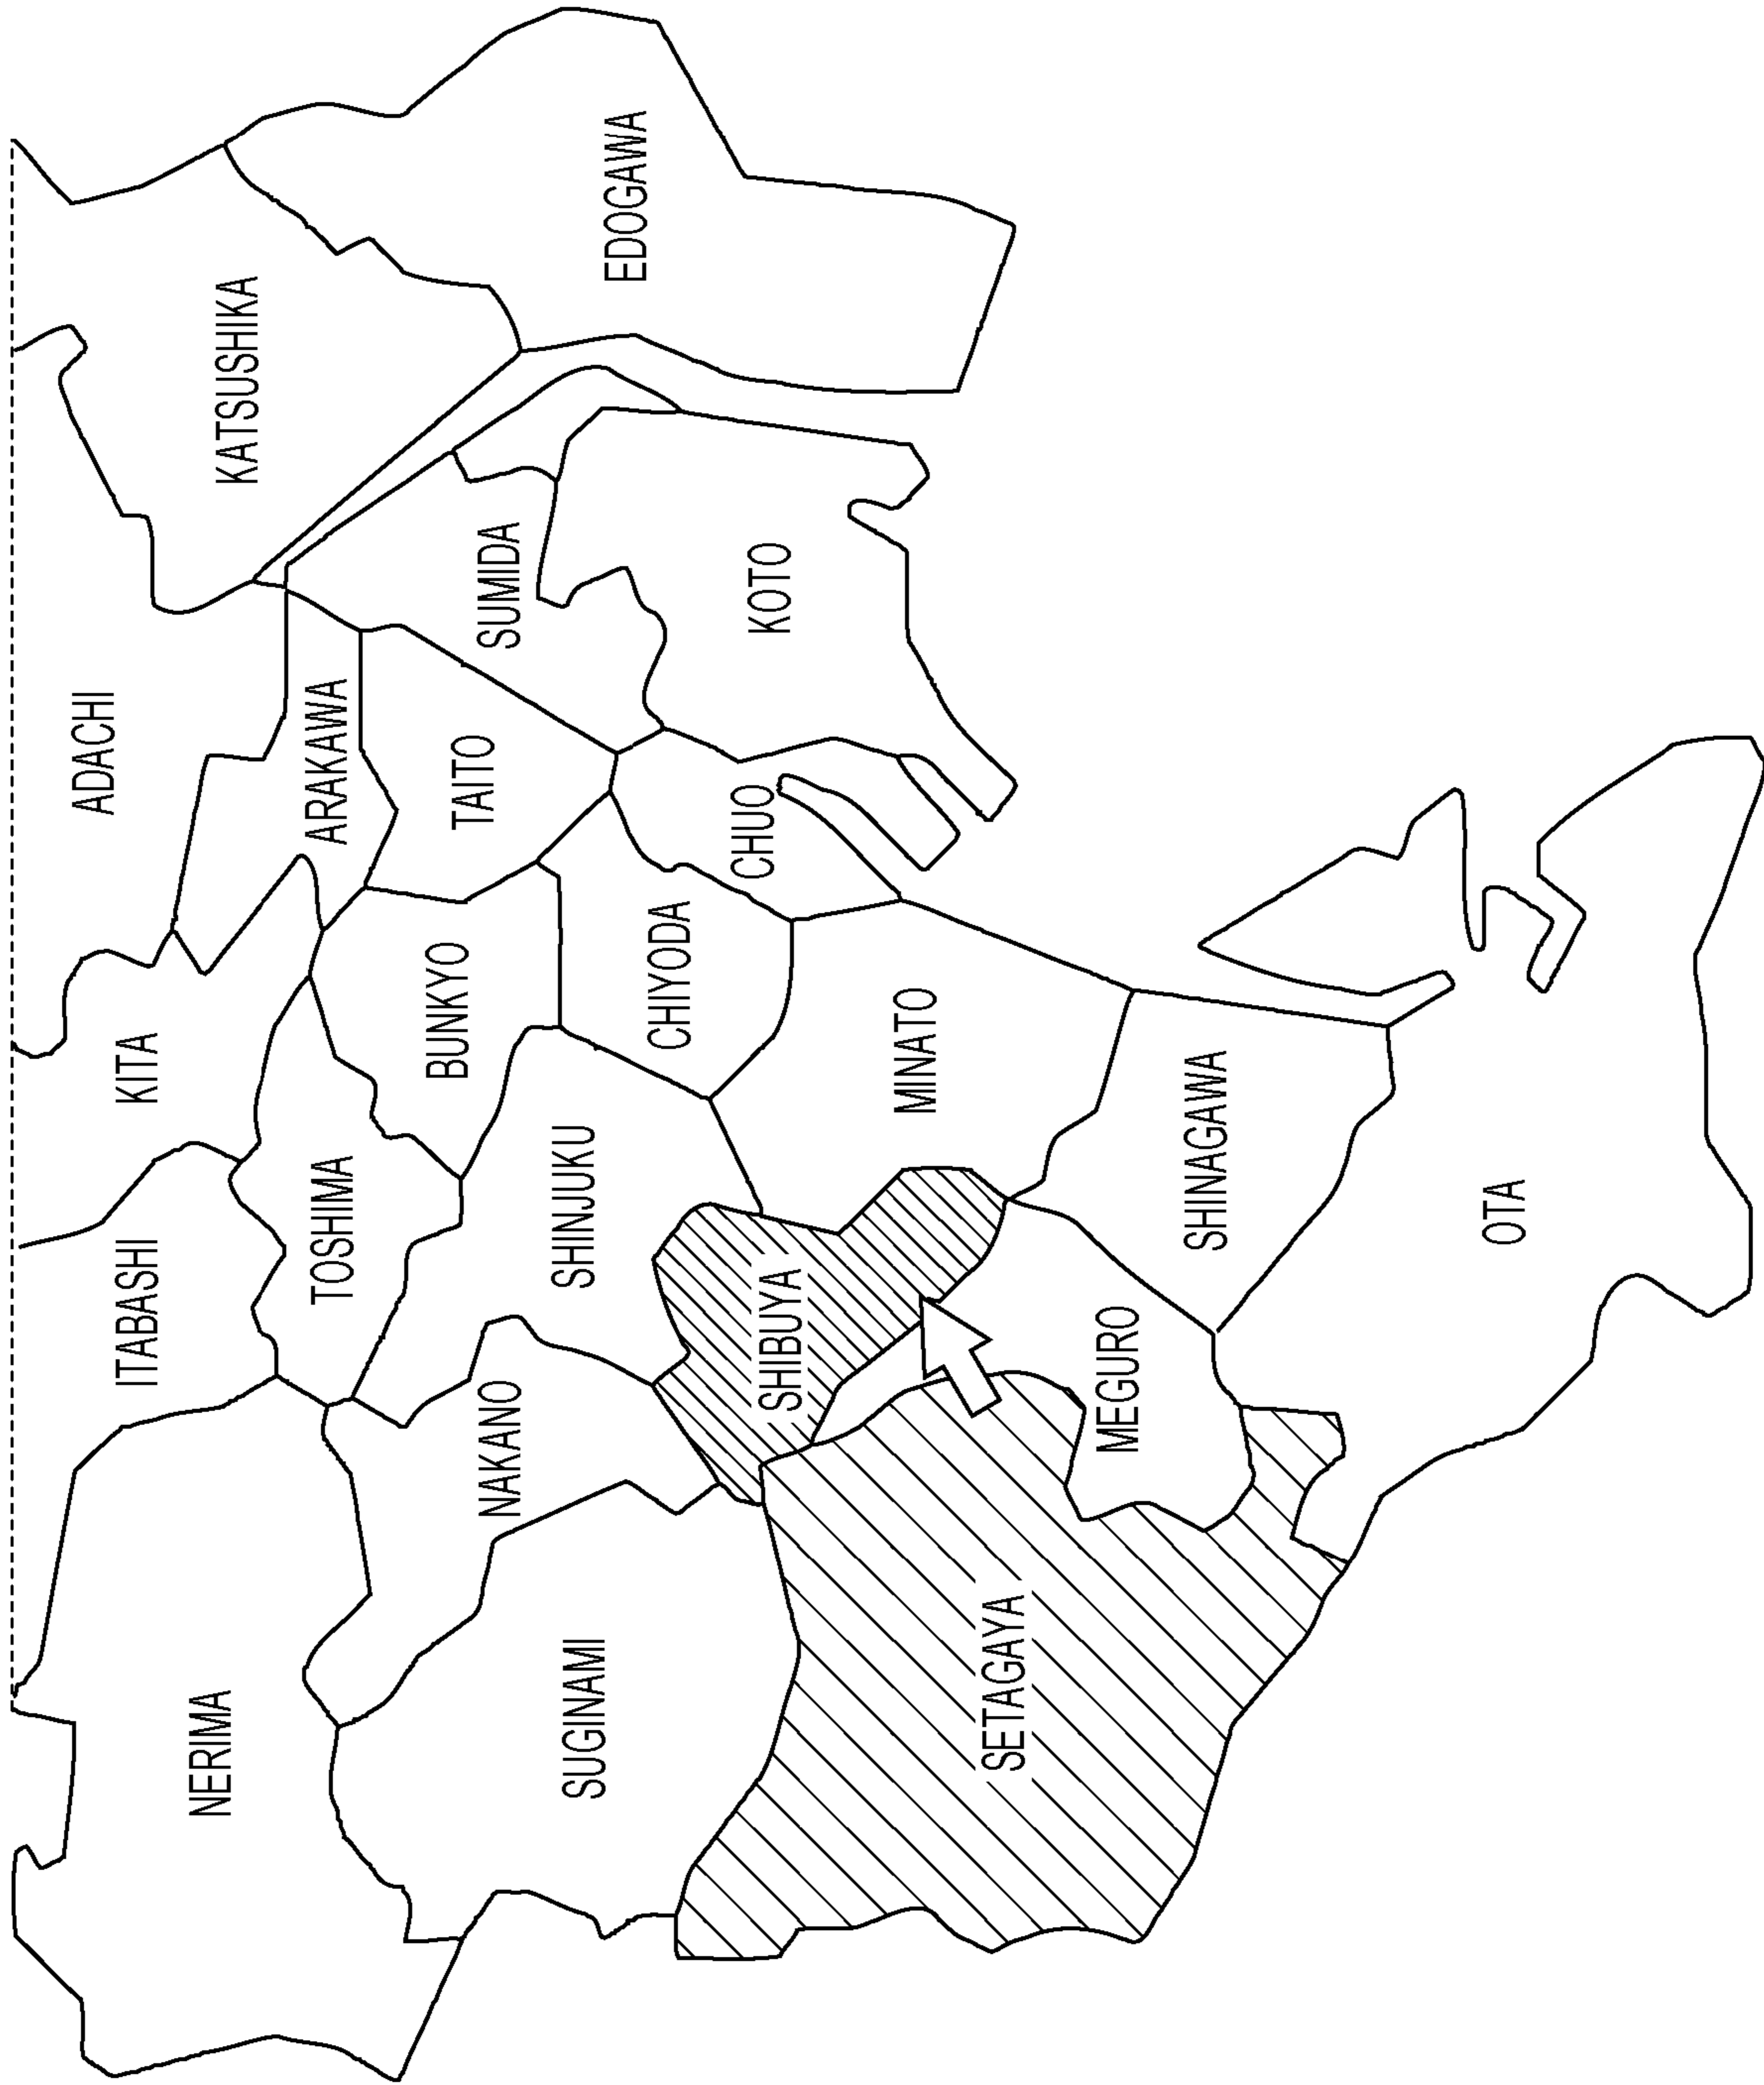 ADACHI
KATSUSHIKA
KITA
ITABASHI
NERIMA
ARAKAWA
TOSHIMA
BUNKYO
TAITO
SUMIDA
EDOGAWA
NAKANO
SHINJUKU
SUGINAMI
CHIYODA
CHUO
KOTO
SHIBUYA
MINATO
SETAGAYA
MEGURO
SHINAGAWA
OTA